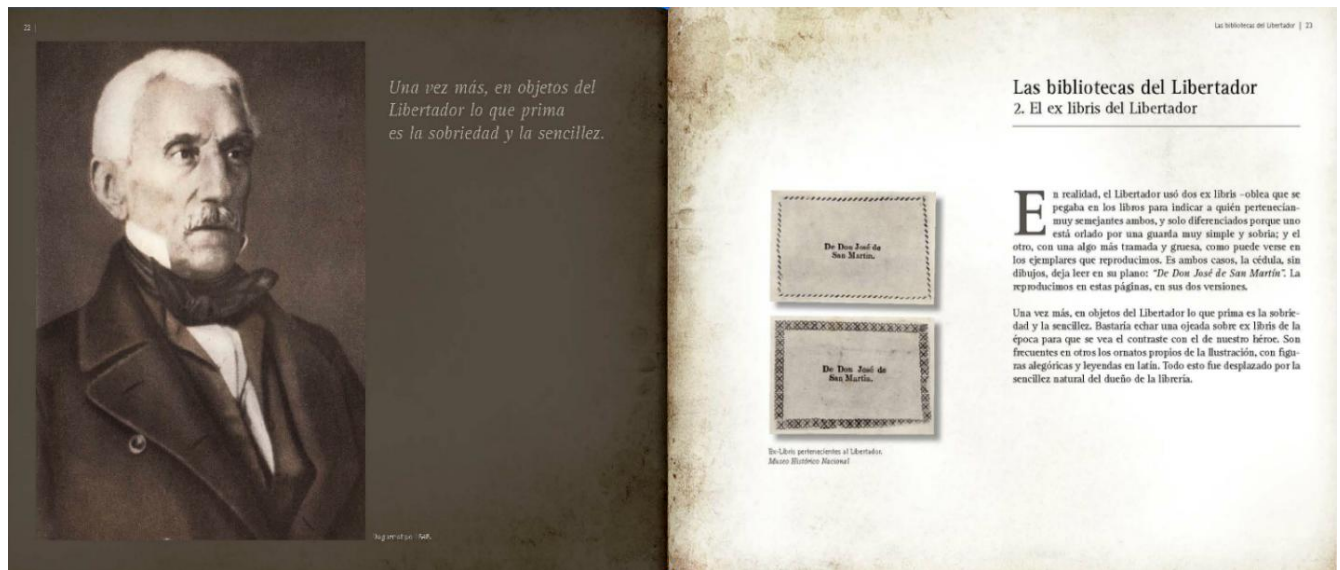 22 |
Una vez más, en objetos del
Libertador lo que prima
es la sobriedad y la sencillez.
Las bibliotecas del Libertador | 23
Las bibliotecas del Libertador
2. El ex libris del Libertador
De Don José de
San Martin.
De Don José de
San Martin.
Ex-Libris pertenecientes al Libertador.
Museo Histórico Nacional
En realidad, el Libertador usó dos ex libris –oblea que se
pegaba en los libros para indicar a quién pertenecían–
muy semejantes ambos, y solo diferenciados porque uno
está orlado por una guarda muy simple y sobria; y el
otro, con una algo más tramada y gruesa, como puede verse en
los ejemplares que reproducimos. Es ambos casos, la cédula, sin
dibujos, deja leer en su plano: “De Don José de San Martín”. La
reproducimos en estas páginas, en sus dos versiones.
Una vez más, en objetos del Libertador lo que prima es la sobrie-
dad y la sencillez. Bastaría echar una ojeada sobre ex libris de la
época para que se vea el contraste con el de nuestro héroe. Son
frecuentes en otros los ornatos propios de la Ilustración, con figu-
ras alegóricas y leyendas en latín. Todo esto fue desplazado por la
sencillez natural del dueño de la librería.